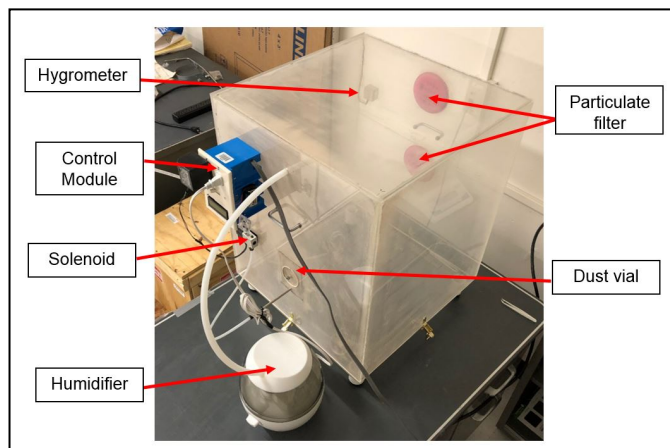 Hygrometer
Particulate
filter
Control
Module
Solenoid
Dust vial
Humidifier